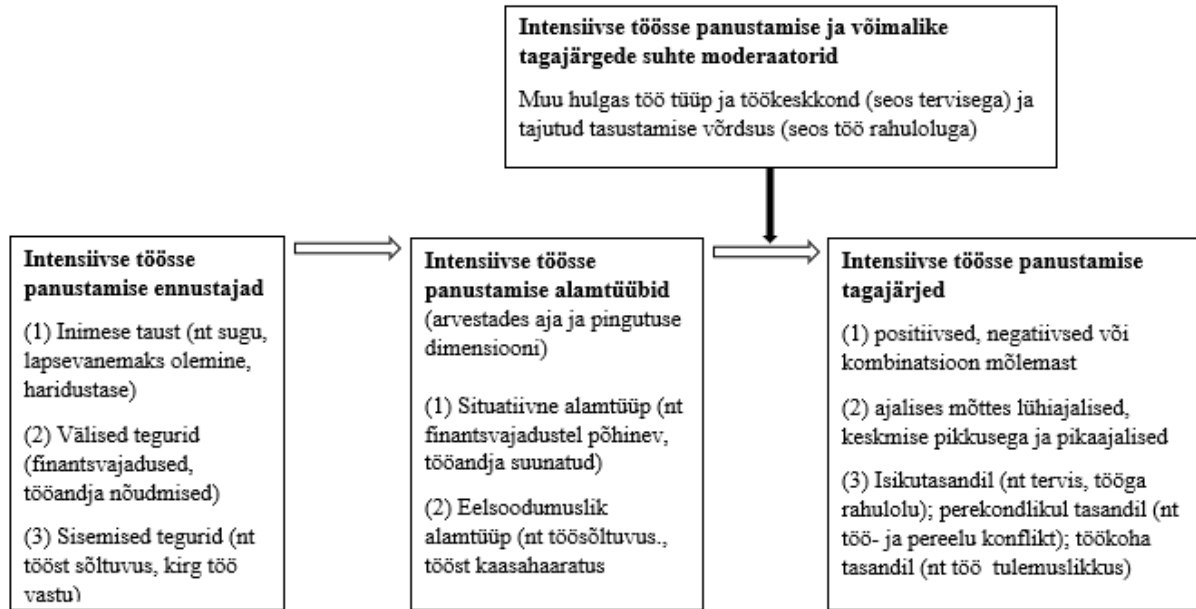 Intensiivse töösse panustamise ja võimalike
tagajärgede suhte moderaatorid
Muu hulgas töö tüüp ja töökeskkond (seos tervisega) ja
tajutud tasustamise võrdsus (seos töö rahuloluga)
Intensiivse töösse
panustamise ennustajad
(1) Inimese taust (nt sugu,
lapsevanemaks olemine,
haridustase)
(2) Välised tegurid
(finantsvajadused,
tööandja nõudmised)
(3) Sisemised tegurid (nt
tööst sõltuvus, kirg töö
vastu)
Intensiivse töösse
panustamise alamtüübid
(arvestades aja ja pingutuse
dimensiooni)
(1) Situatiivne alamtüüp (nt
finantsvajadustel põhinev,
tööandja suunatud)
(2) Eelsoodumuslik
alamtüüp (nt töösõltuvus.,
tööst kaasahaaratus
Intensiivse töösse panustamise
tagajärjed
(1) positiivsed, negatiivsed või
kombinatsioon mõlemast
(2) ajalises mõttes lühiajalised,
keskmise pikkusega ja pikaajalised
(3) Isikutasandil (nt tervis, tööga
rahulolu); perekondlikul tasandil (nt
töö- ja pereelu konflikt); töökoha
tasandil (nt töö tulemuslikkus)